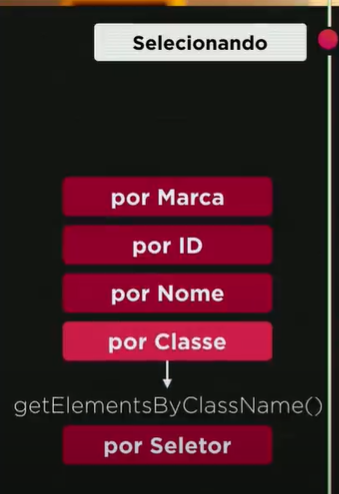 Selecionando
por Marca
por ID
por Nome
por Classe
getElementsByClassName()
por Seletor